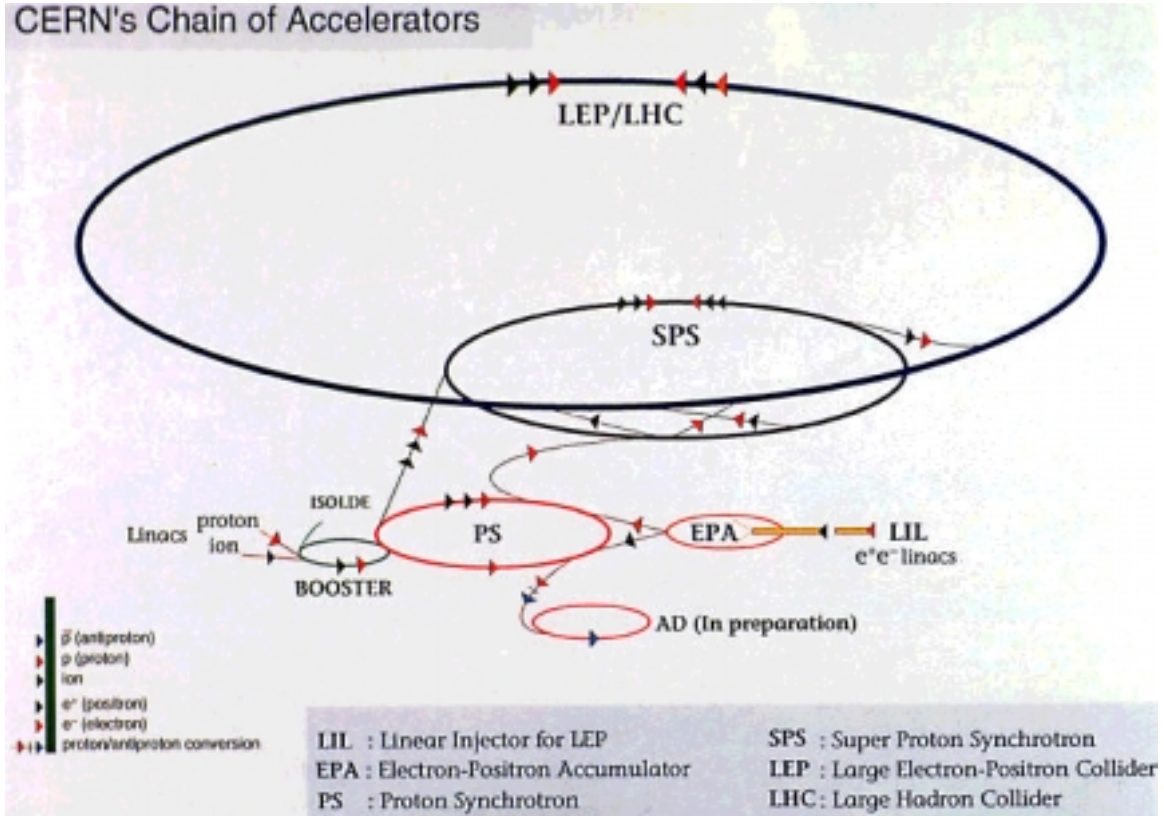 CERN's Chain of Accelerators
LEP/LHC
SPS
ISOLDE
Linacs
proton
ion
BOOSTER
PS
EPA
LIL
e⁺e⁻ linacs
AD (In preparation)
p̅ (antiproton)
p (proton)
ion
e⁺ (positron)
e⁻ (electron)
proton/antiproton conversion
LIL : Linear Injector for LEP
EPA : Electron-Positron Accumulator
PS : Proton Synchrotron
SPS : Super Proton Synchrotron
LEP : Large Electron-Positron Collider
LHC : Large Hadron Collider